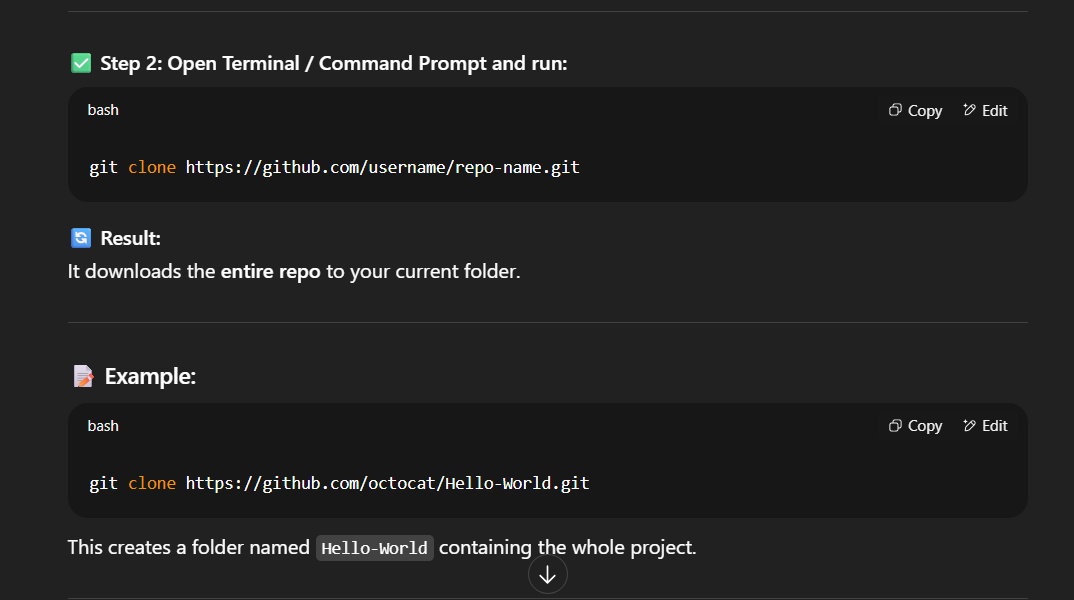 ✅ Step 2: Open Terminal / Command Prompt and run:
bash Copy Edit
git clone https://github.com/username/repo-name.git
🔄 Result:
It downloads the entire repo to your current folder.
📝 Example:
bash Copy Edit
git clone https://github.com/octocat/Hello-World.git
This creates a folder named Hello-World containing the whole project.